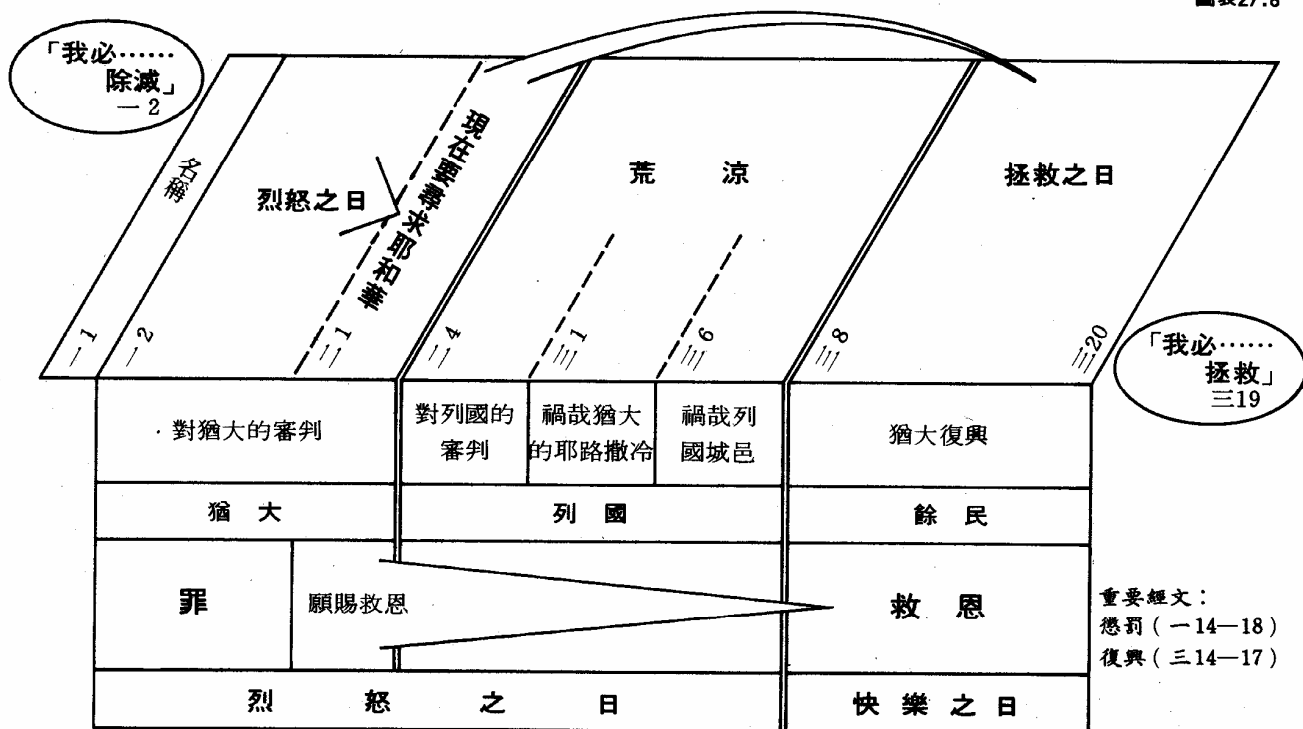 圖表27.8
「我必……
除滅」
一2
名稱
烈怒之日
現在要尋求耶和華
荒涼
拯救之日
一1
一2
二1
二4
三1
三6
三8
三20
「我必……
拯救」
三19
對猶大的審判
對列國的
審判
禍哉猶大
的耶路撒冷
禍哉列
國城邑
猶大復興
猶大
列國
餘民
罪
願賜救恩
救恩
重要經文：
懲罰（一14—18）
復興（三14—17）
烈怒之日
快樂之日